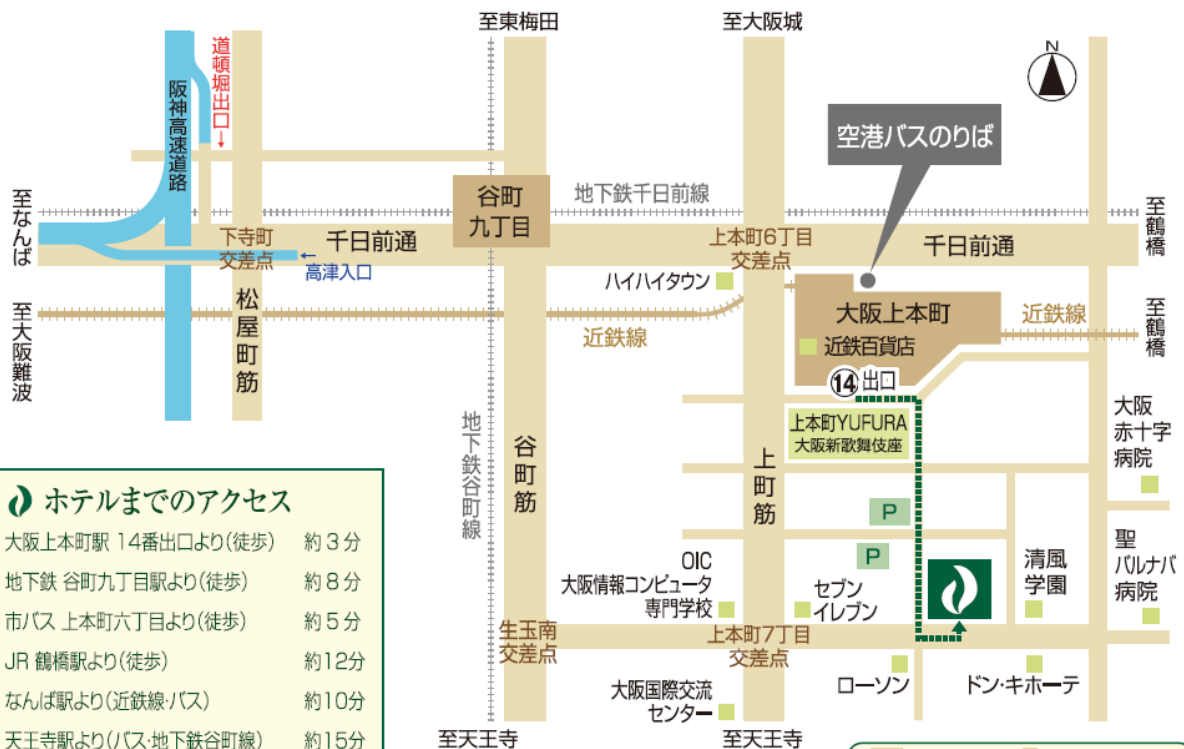 至東梅田
至大阪城
N
道頓堀出口
↓
阪神高速道路
空港バスのりば
至なんば
谷町
九丁目
地下鉄千日前線
至鶴橋
下寺町
交差点
千日前通
上本町6丁目
交差点
千日前通
←
高津入口
ハイハイタウン
至大阪難波
松屋町筋
近鉄線
大阪上本町
近鉄線
至鶴橋
近鉄百貨店
⑭出口
地下鉄谷町線
谷町筋
上町筋
上本町YUFURA
大阪新歌舞伎座
大阪
赤十字
病院
P
P
OIC
大阪情報コンピュータ
専門学校
セブン
イレブン
清風
学園
聖
バルナバ
病院
生玉南
交差点
上本町7丁目
交差点
ローソン
ドン・キホーテ
大阪国際交流
センター
至天王寺
至天王寺
ホテルまでのアクセス
大阪上本町駅 14番出口より(徒歩) 約3分
地下鉄 谷町九丁目駅より(徒歩) 約8分
市バス 上本町六丁目より(徒歩) 約5分
JR 鶴橋駅より(徒歩) 約12分
なんば駅より(近鉄線・バス) 約10分
天王寺駅より(バス・地下鉄谷町線) 約15分